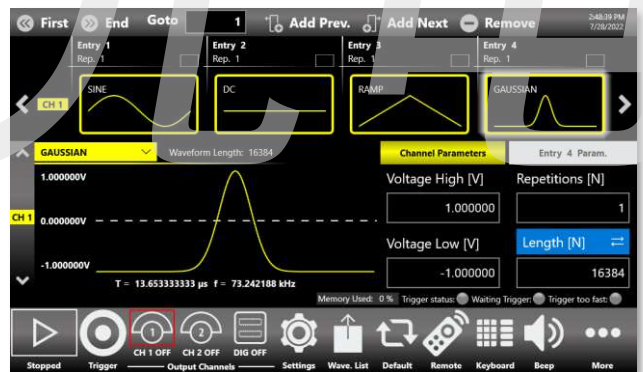 First End Goto 1 Add Prev. Add Next Remove 2:48:39 PM
7/28/2022
Entry 1 Entry 2 Entry 3 Entry 4
Rep. 1 Rep. 1 Rep. 1 Rep. 1
CH 1 SINE DC RAMP GAUSSIAN
GAUSSIAN Waveform Length: 16384 Channel Parameters Entry 4 Param.
1.000000V Voltage High [V] Repetitions [N]
1.000000 1
CH 1 0.000000V Voltage Low [V] Length [N]
-1.000000V -1.000000 16384
T = 13.653333333 µs f = 73.242188 kHz
Memory Used: 0 % Trigger status: Waiting Trigger: Trigger too fast:
1 2
CH 1 OFF CH 2 OFF DIG OFF
Stopped Trigger Output Channels Settings Wave. List Default Remote Keyboard Beep More